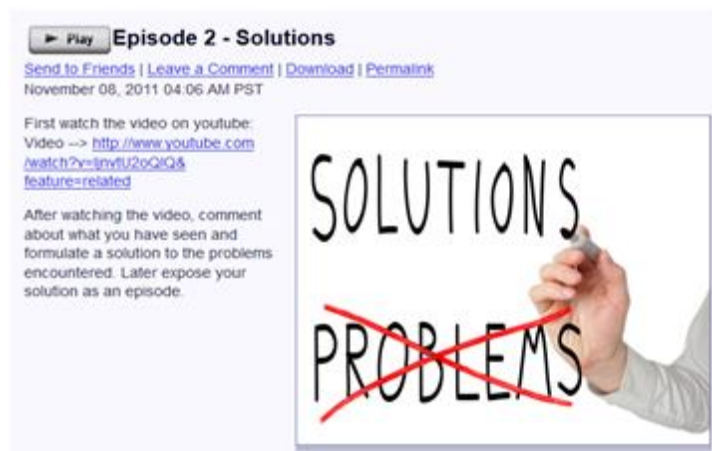 Play Episode 2 - Solutions
Send to Friends | Leave a Comment | Download | Permalink
November 08, 2011 04:06 AM PST
First watch the video on youtube:
Video --> http://www.youtube.com
feature=related
After watching the video, comment
about what you have seen and
formulate a solution to the problems
encountered. Later expose your
solution as an episode.
SOLUTIONS
PROBLEMS